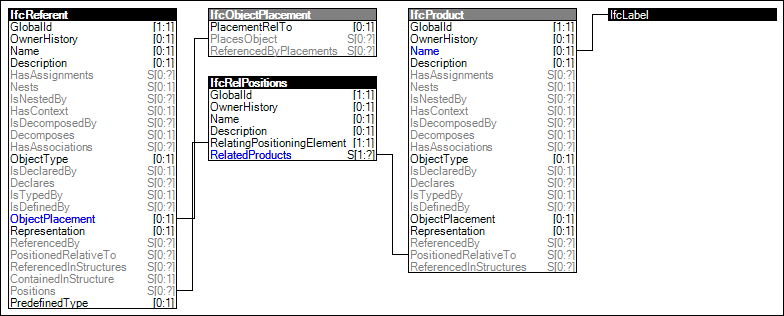 IfcReferent
GlobalId [1:1]
OwnerHistory [0:1]
Name [0:1]
Description [0:1]
HasAssignments S[0:?]
Nests S[0:1]
IsNestedBy S[0:?]
HasContext S[0:1]
IsDecomposedBy S[0:?]
Decomposes S[0:1]
HasAssociations S[0:?]
ObjectType [0:1]
IsDeclaredBy S[0:1]
Declares S[0:?]
IsTypedBy S[0:1]
IsDefinedBy S[0:?]
ObjectPlacement [0:1]
Representation [0:1]
ReferencedBy S[0:?]
PositionedRelativeTo S[0:?]
ReferencedInStructures S[0:?]
ContainedInStructure S[0:1]
Positions S[0:?]
PredefinedType [0:1]
IfcObjectPlacement
PlacementRelTo [0:1]
PlacesObject S[0:?]
ReferencedByPlacements S[0:?]
IfcRelPositions
GlobalId [1:1]
OwnerHistory [0:1]
Name [0:1]
Description [0:1]
RelatingPositioningElement [1:1]
RelatedProducts S[1:?]
IfcProduct
GlobalId [1:1]
OwnerHistory [0:1]
Name [0:1]
Description [0:1]
HasAssignments S[0:?]
Nests S[0:1]
IsNestedBy S[0:?]
HasContext S[0:1]
IsDecomposedBy S[0:?]
Decomposes S[0:1]
HasAssociations S[0:?]
ObjectType [0:1]
IsDeclaredBy S[0:1]
Declares S[0:?]
IsTypedBy S[0:1]
IsDefinedBy S[0:?]
ObjectPlacement [0:1]
Representation [0:1]
ReferencedBy S[0:?]
PositionedRelativeTo S[0:?]
ReferencedInStructures S[0:?]
IfcLabel